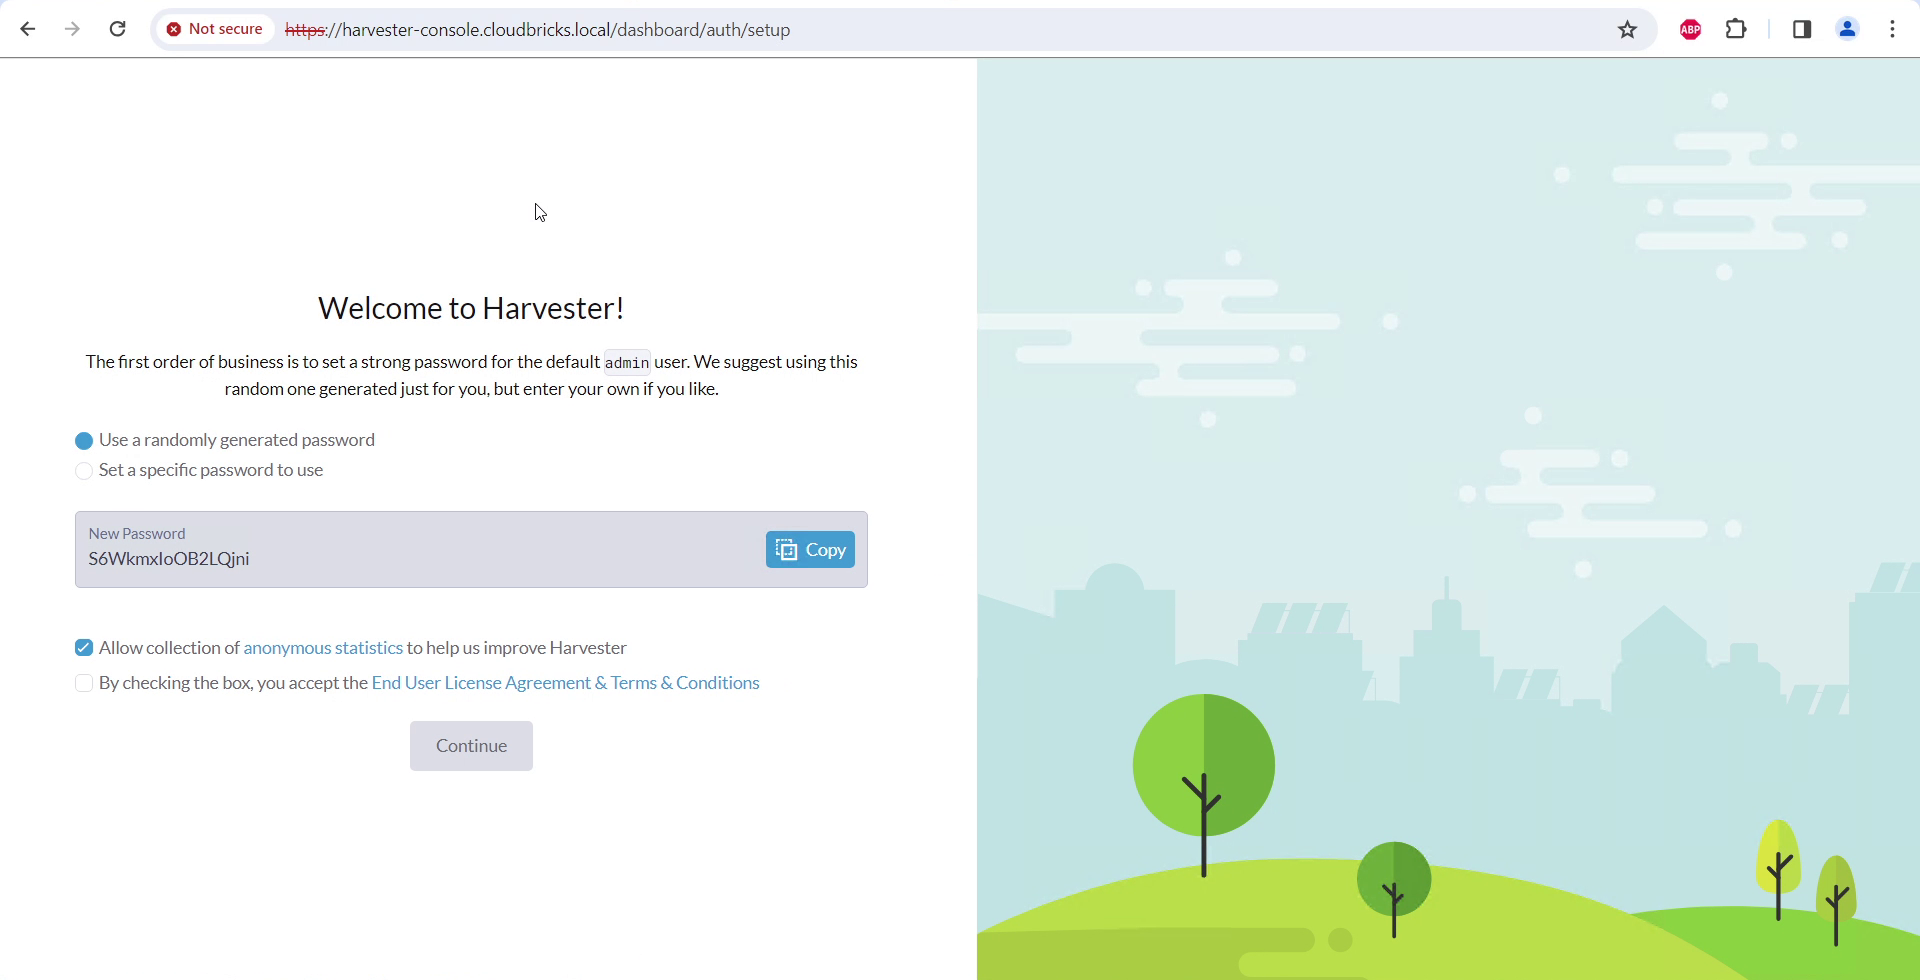 Not secure https://harvester-console.cloudbricks.local/dashboard/auth/setup ABP
Welcome to Harvester!
The first order of business is to set a strong password for the default admin user. We suggest using this
random one generated just for you, but enter your own if you like.
Use a randomly generated password
Set a specific password to use
New Password
S6WkmxIoOB2LQjni
Copy
Allow collection of anonymous statistics to help us improve Harvester
By checking the box, you accept the End User License Agreement & Terms & Conditions
Continue